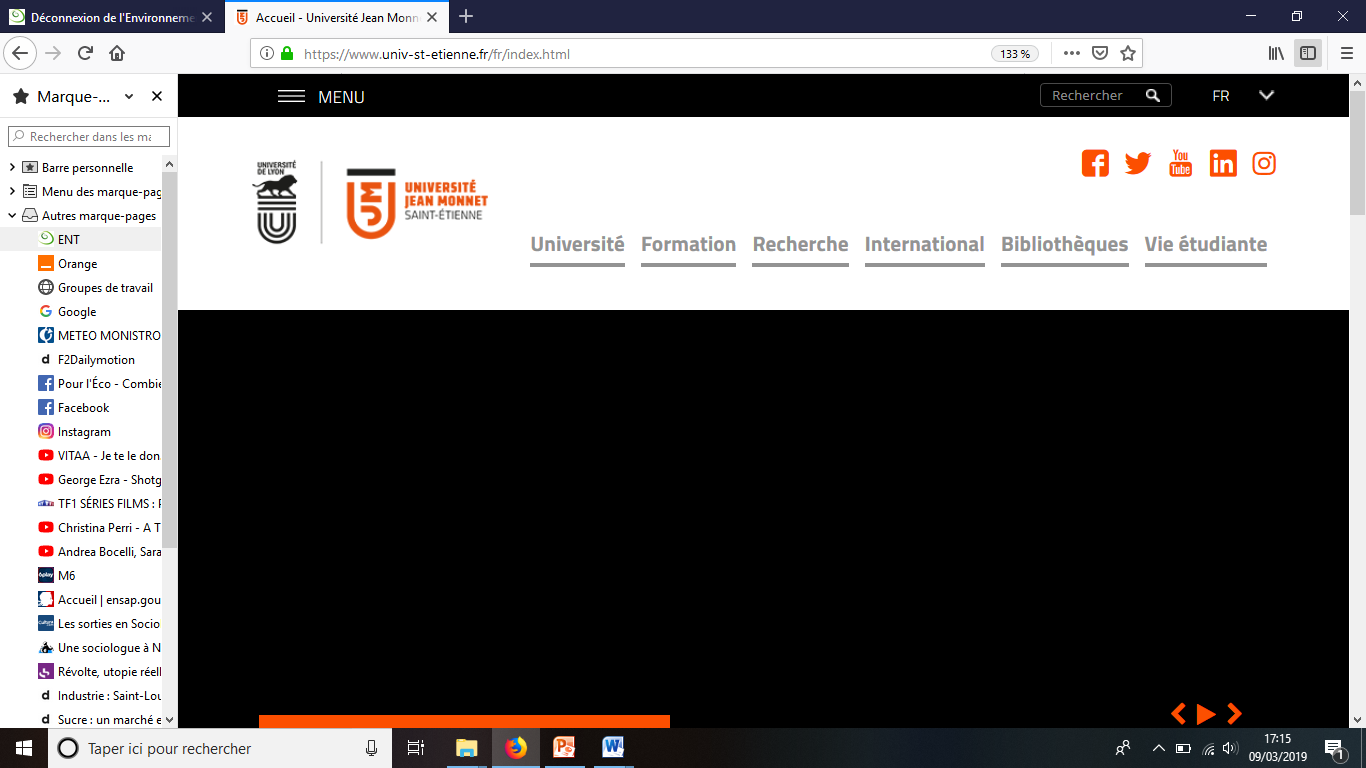 Déconnexion de l'Environneme
Accueil - Université Jean Monn
https://www.univ-st-etienne.fr/fr/index.html
133 %
Marque-...
Rechercher dans les ma
Barre personnelle
Menu des marque-pag
Autres marque-pages
ENT
Orange
Groupes de travail
Google
METEO MONISTRO
F2Dailymotion
Pour l'Éco - Combie
Facebook
Instagram
VITAA - Je te le don
George Ezra - Shotg
TF1 SÉRIES FILMS : P
Christina Perri - A T
Andrea Bocelli, Sara
M6
Accueil | ensap.gou
Les sorties en Socio
Une sociologue à N
Révolte, utopie réell
Industrie : Saint-Lou
Sucre : un marché e
MENU
Rechercher
FR
UNIVERSITÉ
DE LYON
UNIVERSITÉ
JEAN MONNET
SAINT-ÉTIENNE
You
Tube
Université
Formation
Recherche
International
Bibliothèques
Vie étudiante
Taper ici pour rechercher
17:15
09/03/2019
1